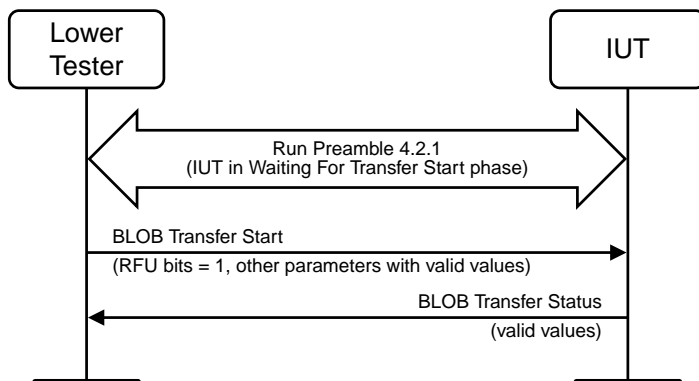 Lower
Tester
IUT
Run Preamble 4.2.1
(IUT in Waiting For Transfer Start phase)
BLOB Transfer Start
(RFU bits = 1, other parameters with valid values)
BLOB Transfer Status
(valid values)